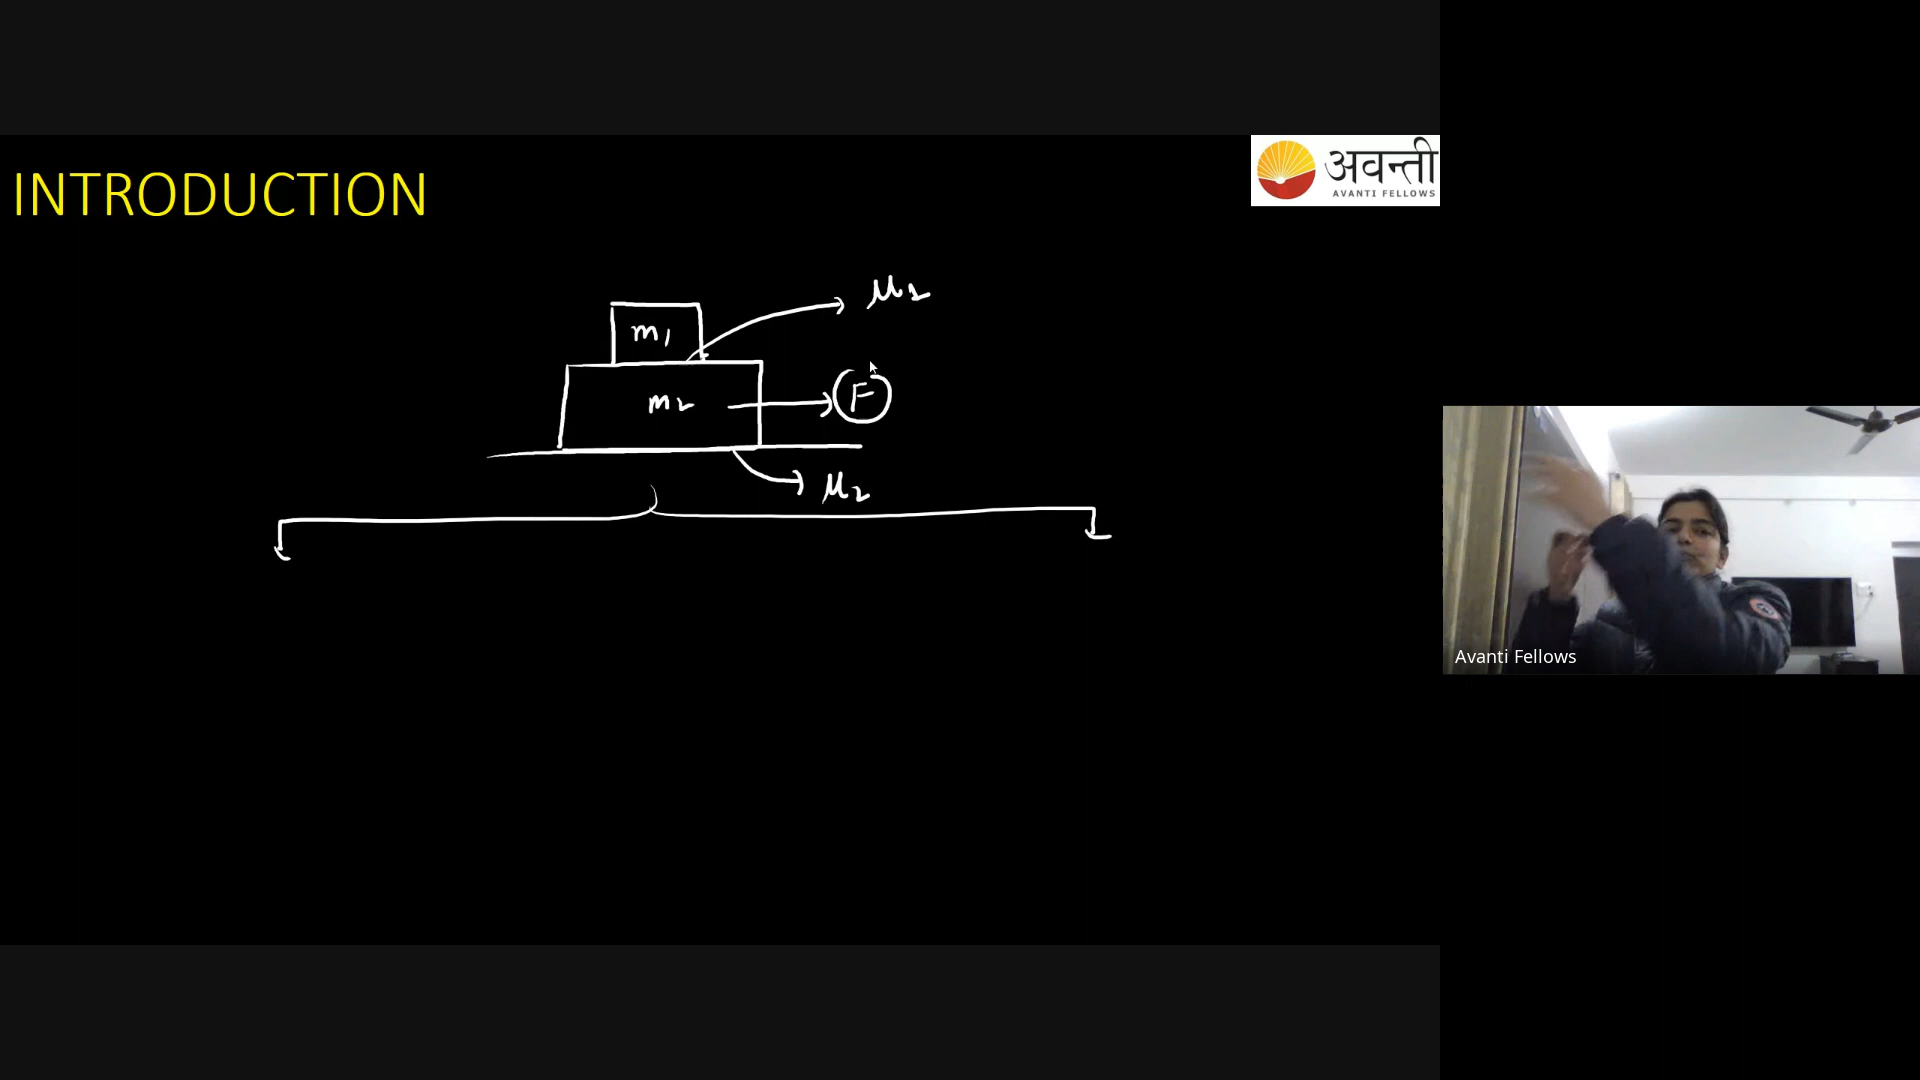 INTRODUCTION
अवन्ती
AVANTI FELLOWS
μ1
m1
m2
F
μ2
Avanti Fellows